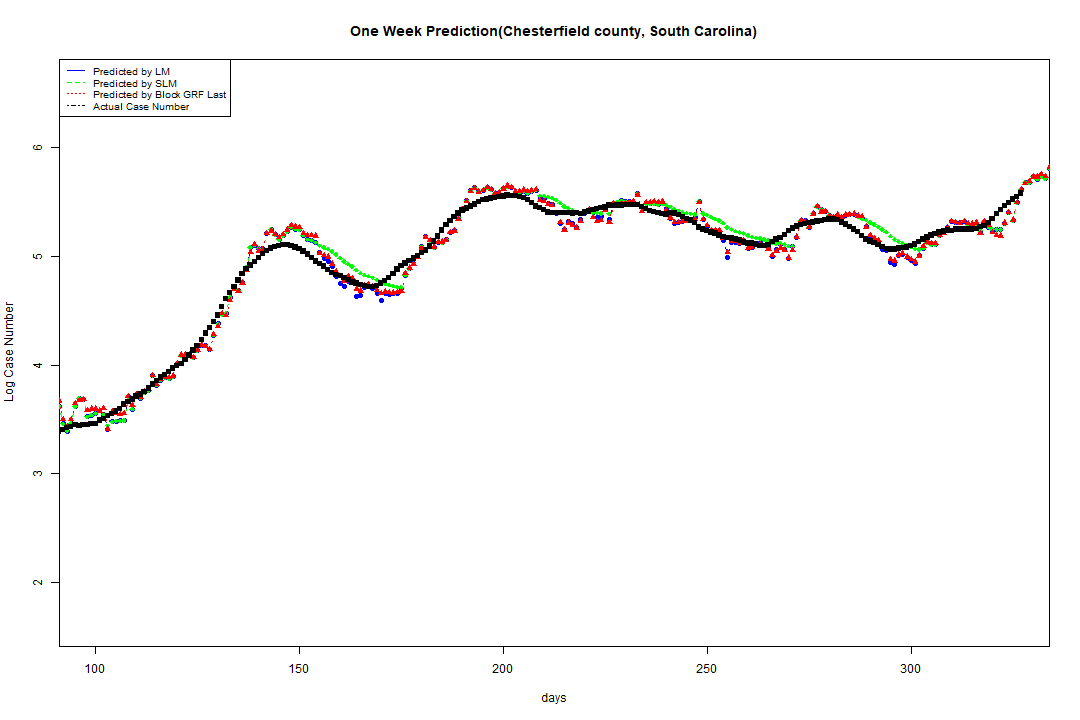 One Week Prediction(Chesterfield county, South Carolina)
Predicted by LM
Predicted by SLM
Predicted by Block GRF Last
Actual Case Number
6
5
4
3
2
Log Case Number
100 150 200 250 300
days